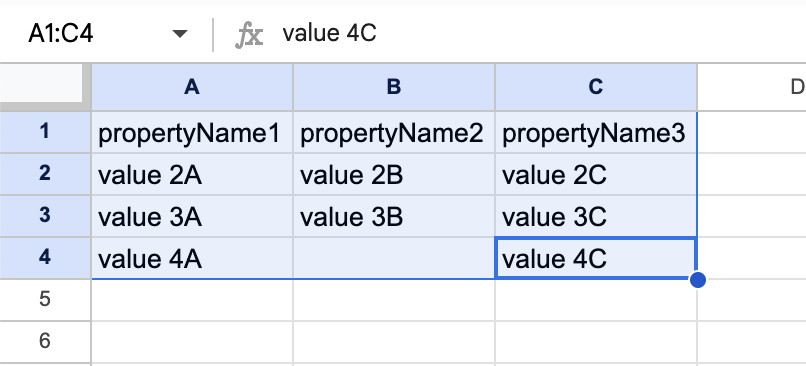 A1:C4 fx value 4C
A B C D
1 propertyName1 propertyName2 propertyName3
2 value 2A value 2B value 2C
3 value 3A value 3B value 3C
4 value 4A value 4C
5
6